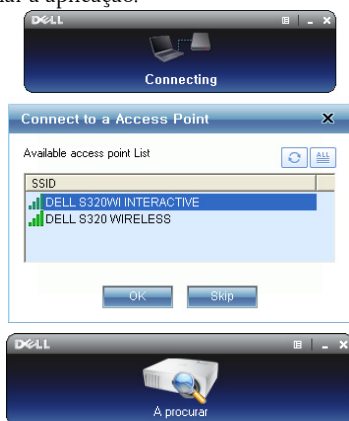 ar a aplicação.
DELL
Connecting
Connect to a Access Point
Available access point List
ALL
SSID
DELL S320WI INTERACTIVE
DELL S320 WIRELESS
OK Skip
DELL
A procurar